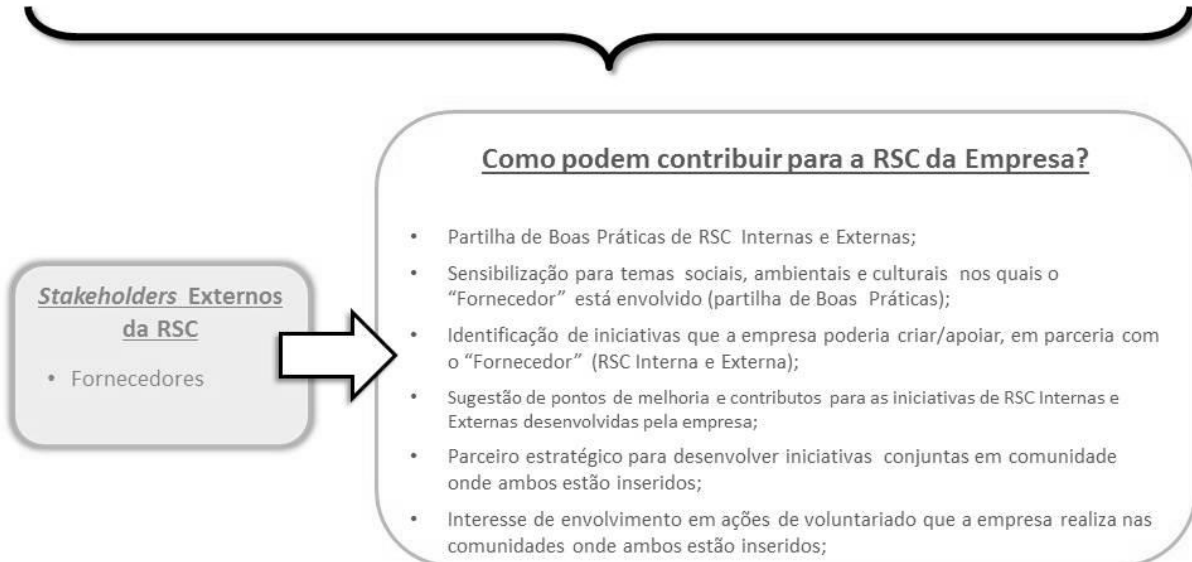 Como podem contribuir para a RSC da Empresa?
• Partilha de Boas Práticas de RSC Internas e Externas;
• Sensibilização para temas sociais, ambientais e culturais nos quais o
“Fornecedor” está envolvido (partilha de Boas Práticas);
• Identificação de iniciativas que a empresa poderia criar/apoiar, em parceria com
o “Fornecedor” (RSC Interna e Externa);
• Sugestão de pontos de melhoria e contributos para as iniciativas de RSC Internas e
Externas desenvolvidas pela empresa;
• Parceiro estratégico para desenvolver iniciativas conjuntas em comunidade
onde ambos estão inseridos;
• Interesse de envolvimento em ações de voluntariado que a empresa realiza nas
comunidades onde ambos estão inseridos;
Stakeholders Externos
da RSC
• Fornecedores